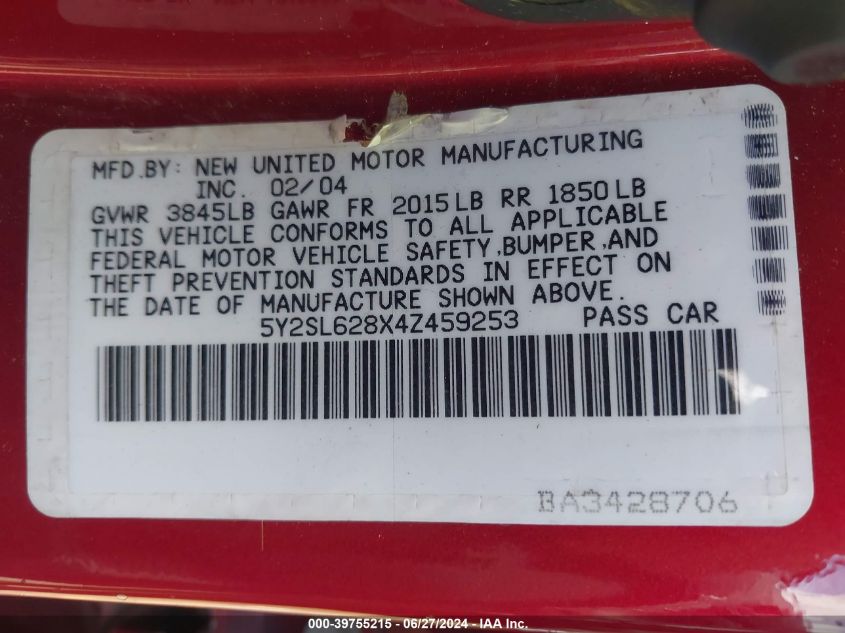 MFD.BY: NEW UNITED MOTOR MANUFACTURING
INC. 02/04
GVWR 3845LB GAWR FR 2015LB RR 1850LB
THIS VEHICLE CONFORMS TO ALL APPLICABLE
FEDERAL MOTOR VEHICLE SAFETY,BUMPER,AND
THEFT PREVENTION STANDARDS IN EFFECT ON
THE DATE OF MANUFACTURE SHOWN ABOVE.
5Y2SL628X4Z459253 PASS CAR
BA3428706
000-39755215 - 06/27/2024 - IAA Inc.